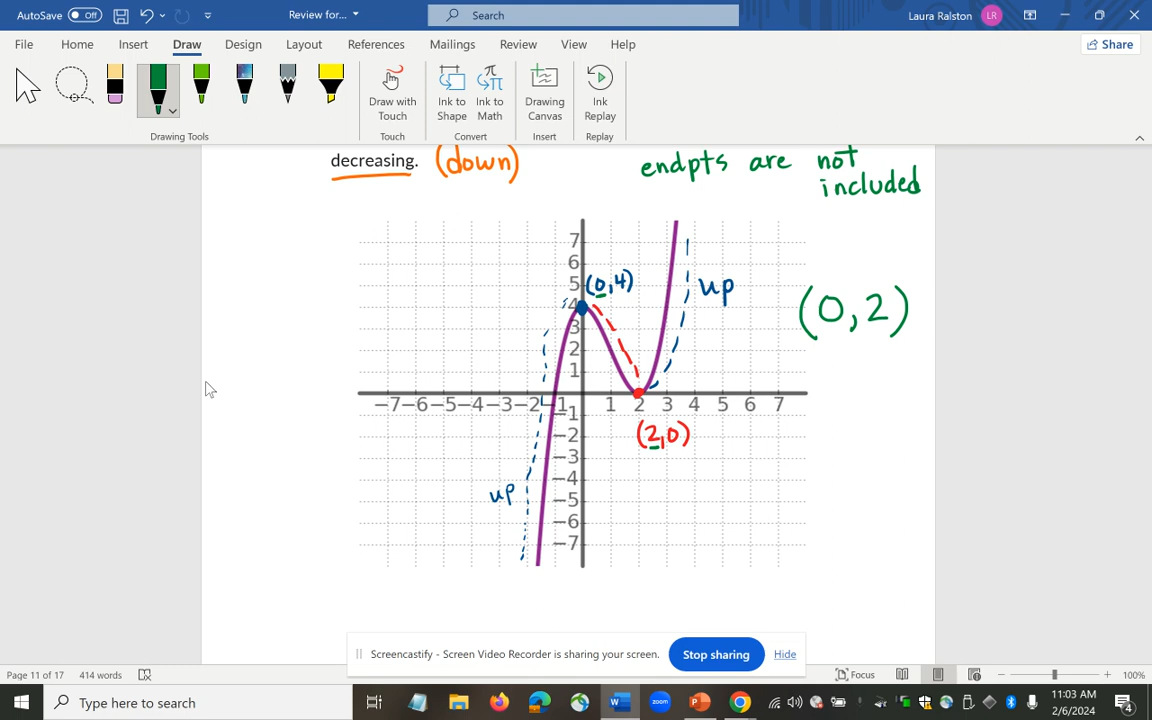 AutoSave Off Review for... Search Laura Ralston LR
File Home Insert Draw Design Layout References Mailings Review View Help Share
Draw with Touch
Ink to Shape
Ink to Math
Drawing Canvas
Ink Replay
Drawing Tools Touch Convert Insert Replay
decreasing. (down)
endpts are not
included
7
6
5
4
3
2
1
-7 -6 -5 -4 -3 -2 -1 1 2 3 4 5 6 7
-1
-2
-3
-4
-5
-6
-7
(0,4)
up
(0,2)
(2,0)
up
Screencastify - Screen Video Recorder is sharing your screen. Stop sharing Hide
Page 11 of 17 414 words Focus 100%
Type here to search zoom 11:03 AM
2/6/2024 4